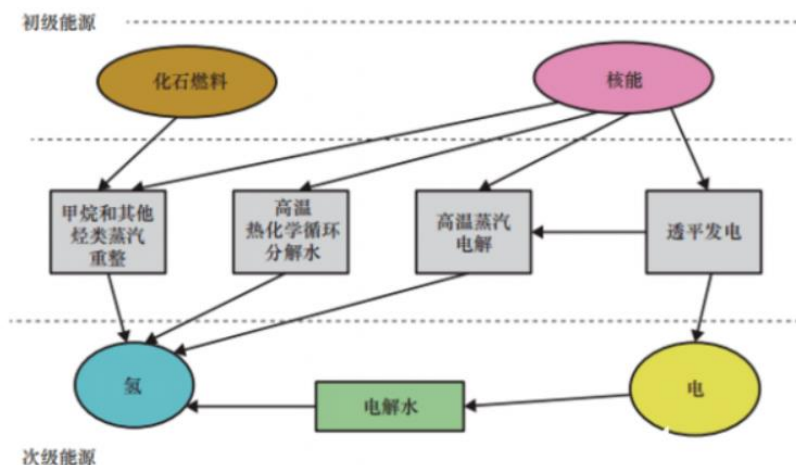 初级能源
化石燃料
核能
甲烷和其他
烃类蒸汽
重整
高温
热化学循环
分解水
高温蒸汽
电解
透平发电
氢
电解水
电
次级能源